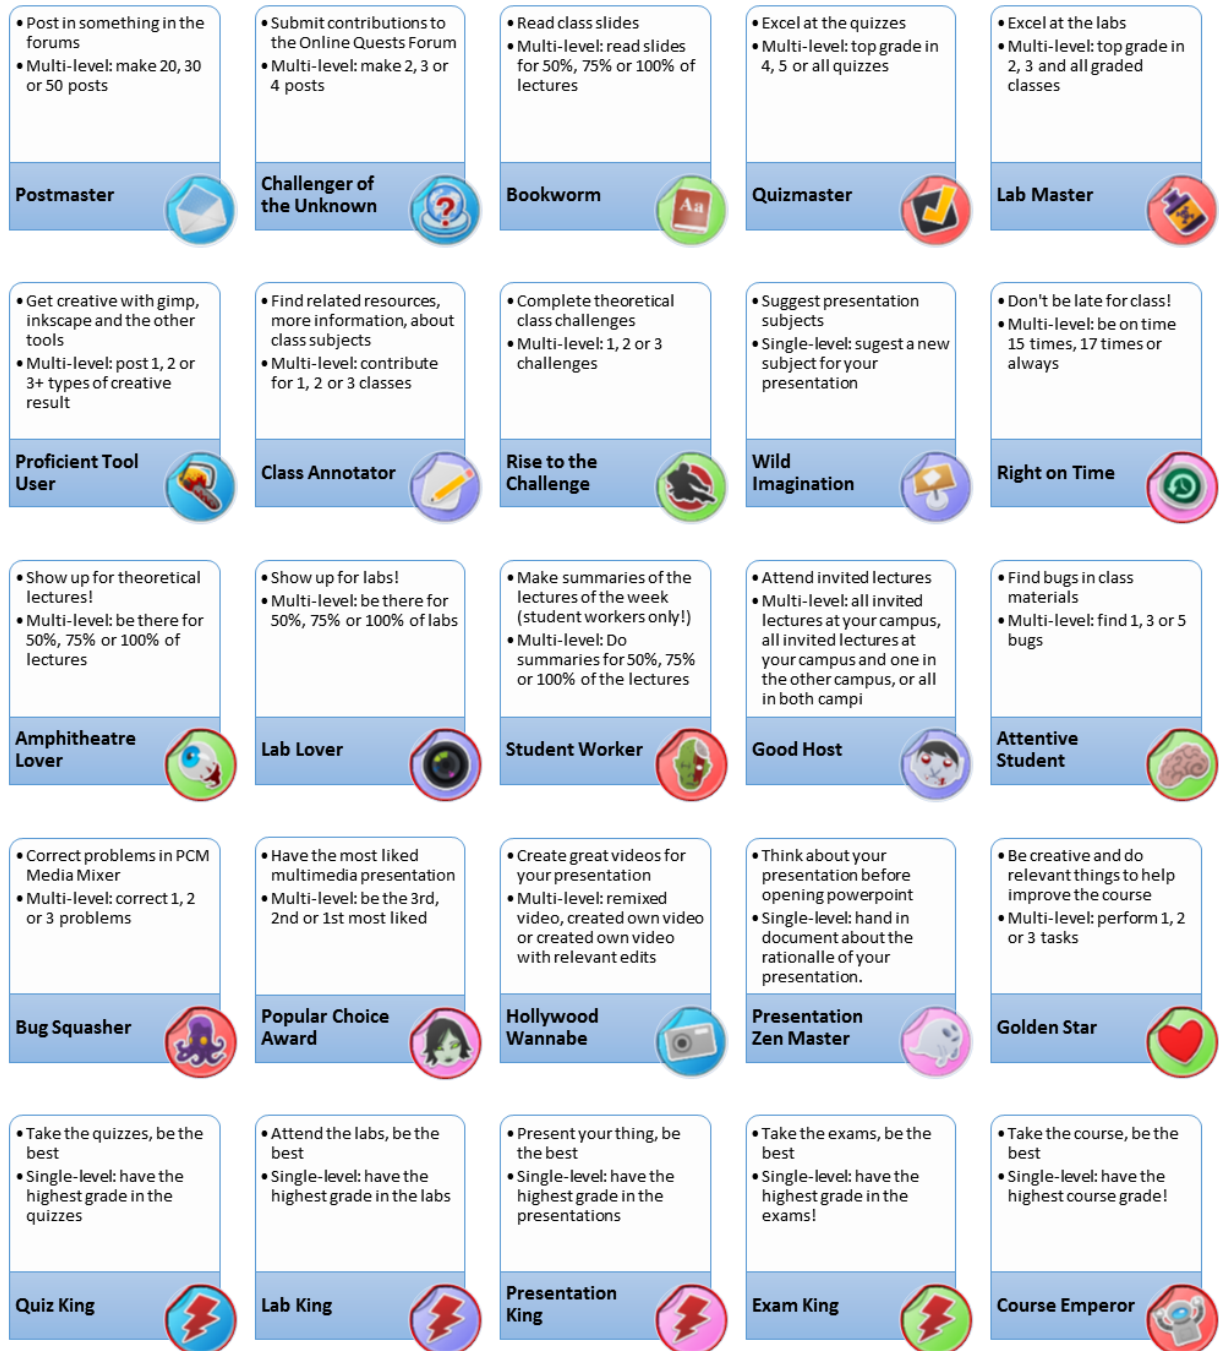 • Post in something in the
forums
• Multi-level: make 20, 30
or 50 posts
Postmaster
• Submit contributions to
the Online Quests Forum
• Multi-level: make 2, 3 or
4 posts
Challenger of
the Unknown
• Read class slides
• Multi-level: read slides
for 50%, 75% or 100% of
lectures
Bookworm
Aa
• Excel at the quizzes
• Multi-level: top grade in
4, 5 or all quizzes
Quizmaster
• Excel at the labs
• Multi-level: top grade in
2, 3 and all graded
classes
Lab Master
• Get creative with gimp,
inkscape and the other
tools
• Multi-level: post 1, 2 or
3+ types of creative
result
Proficient Tool
User
• Find related resources,
more information, about
class subjects
• Multi-level: contribute
for 1, 2 or 3 classes
Class Annotator
• Complete theoretical
class challenges
• Multi-level: 1, 2 or 3
challenges
Rise to the
Challenge
• Suggest presentation
subjects
• Single-level: sugest a new
subject for your
presentation
Wild
Imagination
• Don't be late for class!
• Multi-level: be on time
15 times, 17 times or
always
Right on Time
• Show up for theoretical
lectures!
• Multi-level: be there for
50%, 75% or 100% of
lectures
Amphitheatre
Lover
• Show up for labs!
• Multi-level: be there for
50%, 75% or 100% of labs
Lab Lover
• Make summaries of the
lectures of the week
(student workers only!)
• Multi-level: Do
summaries for 50%, 75%
or 100% of the lectures
Student Worker
• Attend invited lectures
• Multi-level: all invited
lectures at your campus,
all invited lectures at
your campus and one in
the other campus, or all
in both campi
Good Host
• Find bugs in class
materials
• Multi-level: find 1, 3 or 5
bugs
Attentive
Student
• Correct problems in PCM
Media Mixer
• Multi-level: correct 1, 2
or 3 problems
Bug Squasher
• Have the most liked
multimedia presentation
• Multi-level: be the 3rd,
2nd or 1st most liked
Popular Choice
Award
• Create great videos for
your presentation
• Multi-level: remixed
video, created own video
or created own video
with relevant edits
Hollywood
Wannabe
• Think about your
presentation before
opening powerpoint
• Single-level: hand in
document about the
rationalle of your
presentation.
Presentation
Zen Master
• Be creative and do
relevant things to help
improve the course
• Multi-level: perform 1, 2
or 3 tasks
Golden Star
• Take the quizzes, be the
best
• Single-level: have the
highest grade in the
quizzes
Quiz King
• Attend the labs, be the
best
• Single-level: have the
highest grade in the labs
Lab King
• Present your thing, be
the best
• Single-level: have the
highest grade in the
presentations
Presentation
King
• Take the exams, be the
best
• Single-level: have the
highest grade in the
exams!
Exam King
• Take the course, be the
best
• Single-level: have the
highest course grade!
Course Emperor